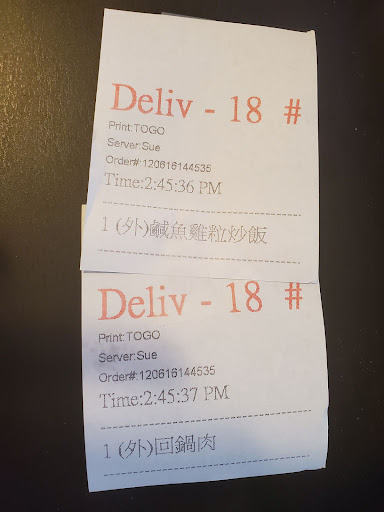 Deliv - 18 #
Print:TOGO
Server:Sue
Order#:120616144535
Time:2:45:36 PM
1 (外)鹹魚雞粒炒飯
Deliv - 18 #
Print:TOGO
Server:Sue
Order#:120616144535
Time:2:45:37 PM
1 (外)回鍋肉